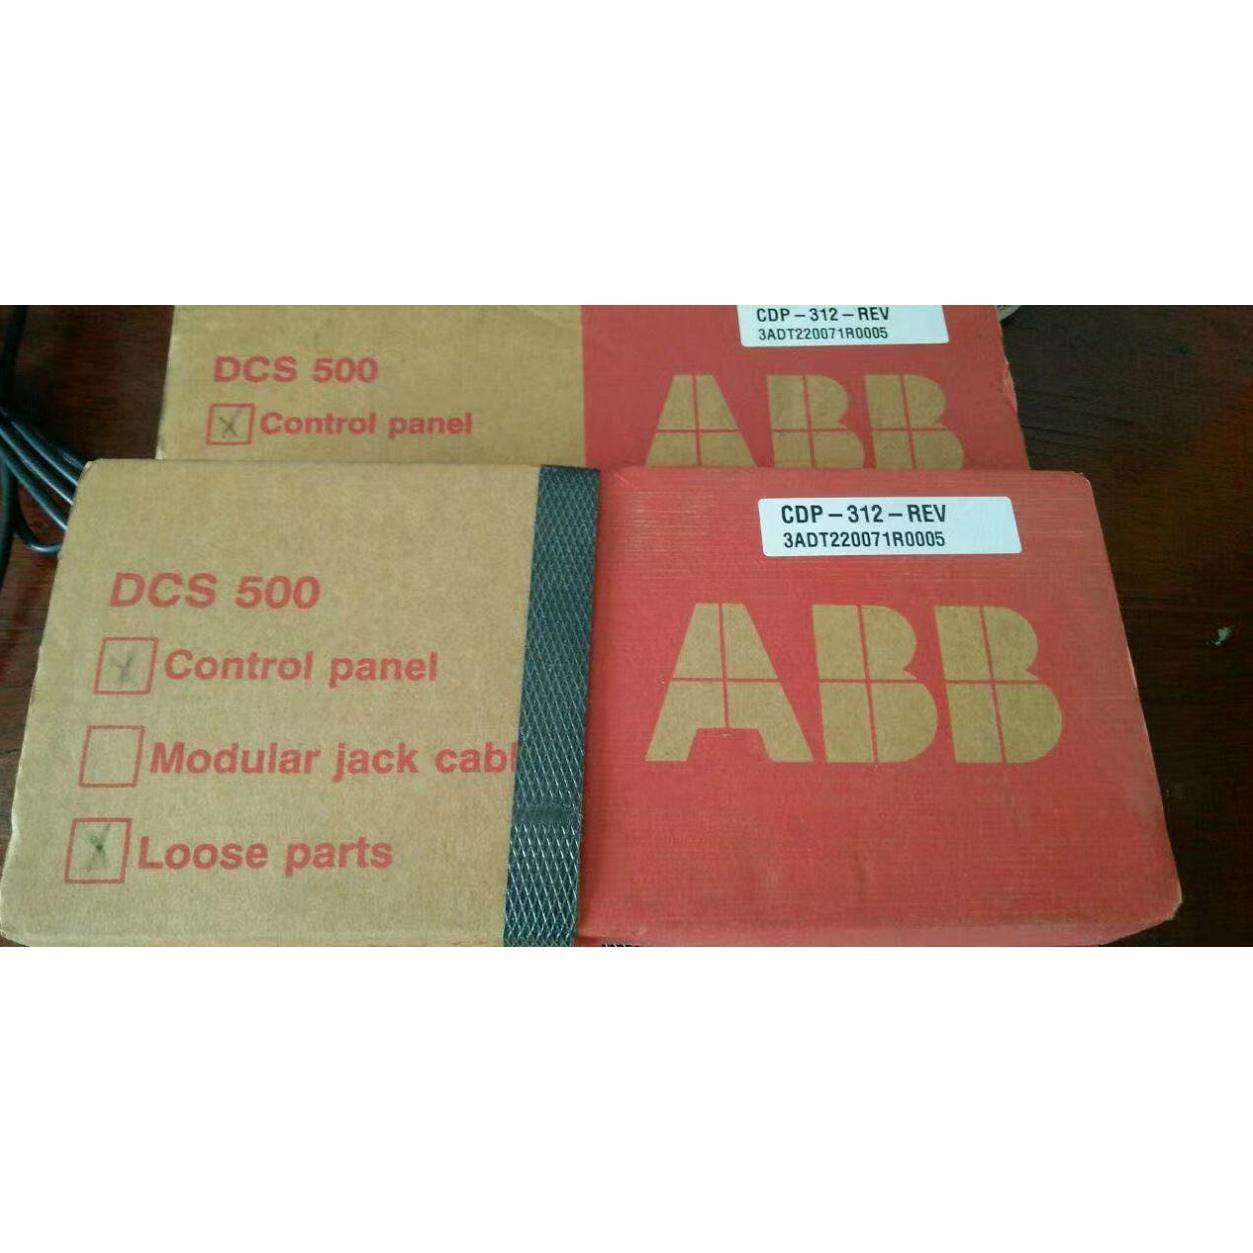 CDP-312-REV
3ADT220071R0005
DCS 500
Control panel
ABB
CDP-312-REV
3ADT220071R0005
DCS 500
Control panel
Modular jack cabl
Loose parts
ABB